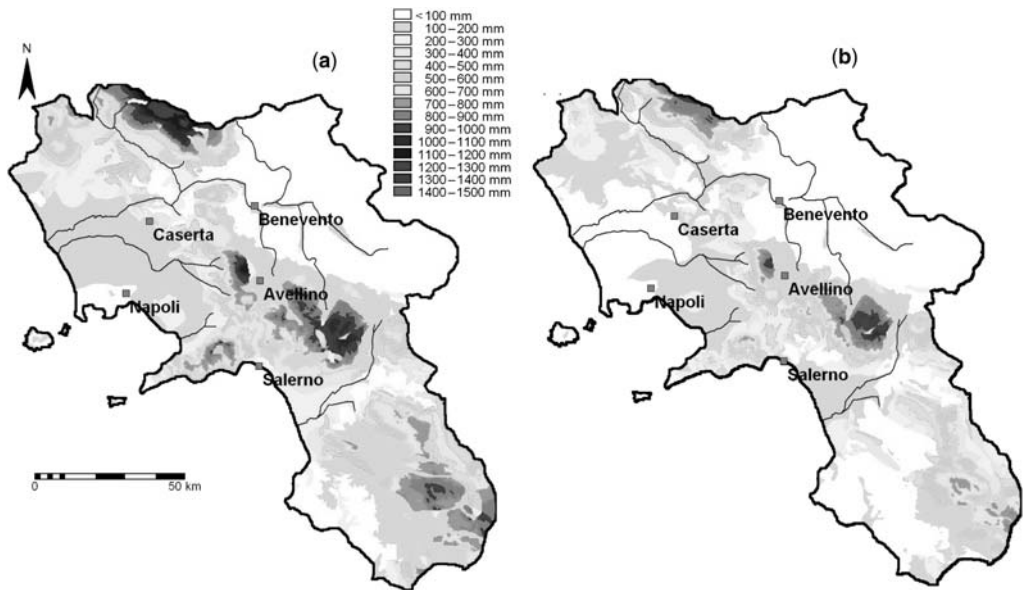 N
(a)
< 100 mm
100–200 mm
200–300 mm
300–400 mm
400–500 mm
500–600 mm
600–700 mm
700–800 mm
800–900 mm
900–1000 mm
1000–1100 mm
1100–1200 mm
1200–1300 mm
1300–1400 mm
1400–1500 mm
(b)
Benevento
Caserta
Avellino
Napoli
Salerno
0 50 km
Benevento
Caserta
Avellino
Napoli
Salerno